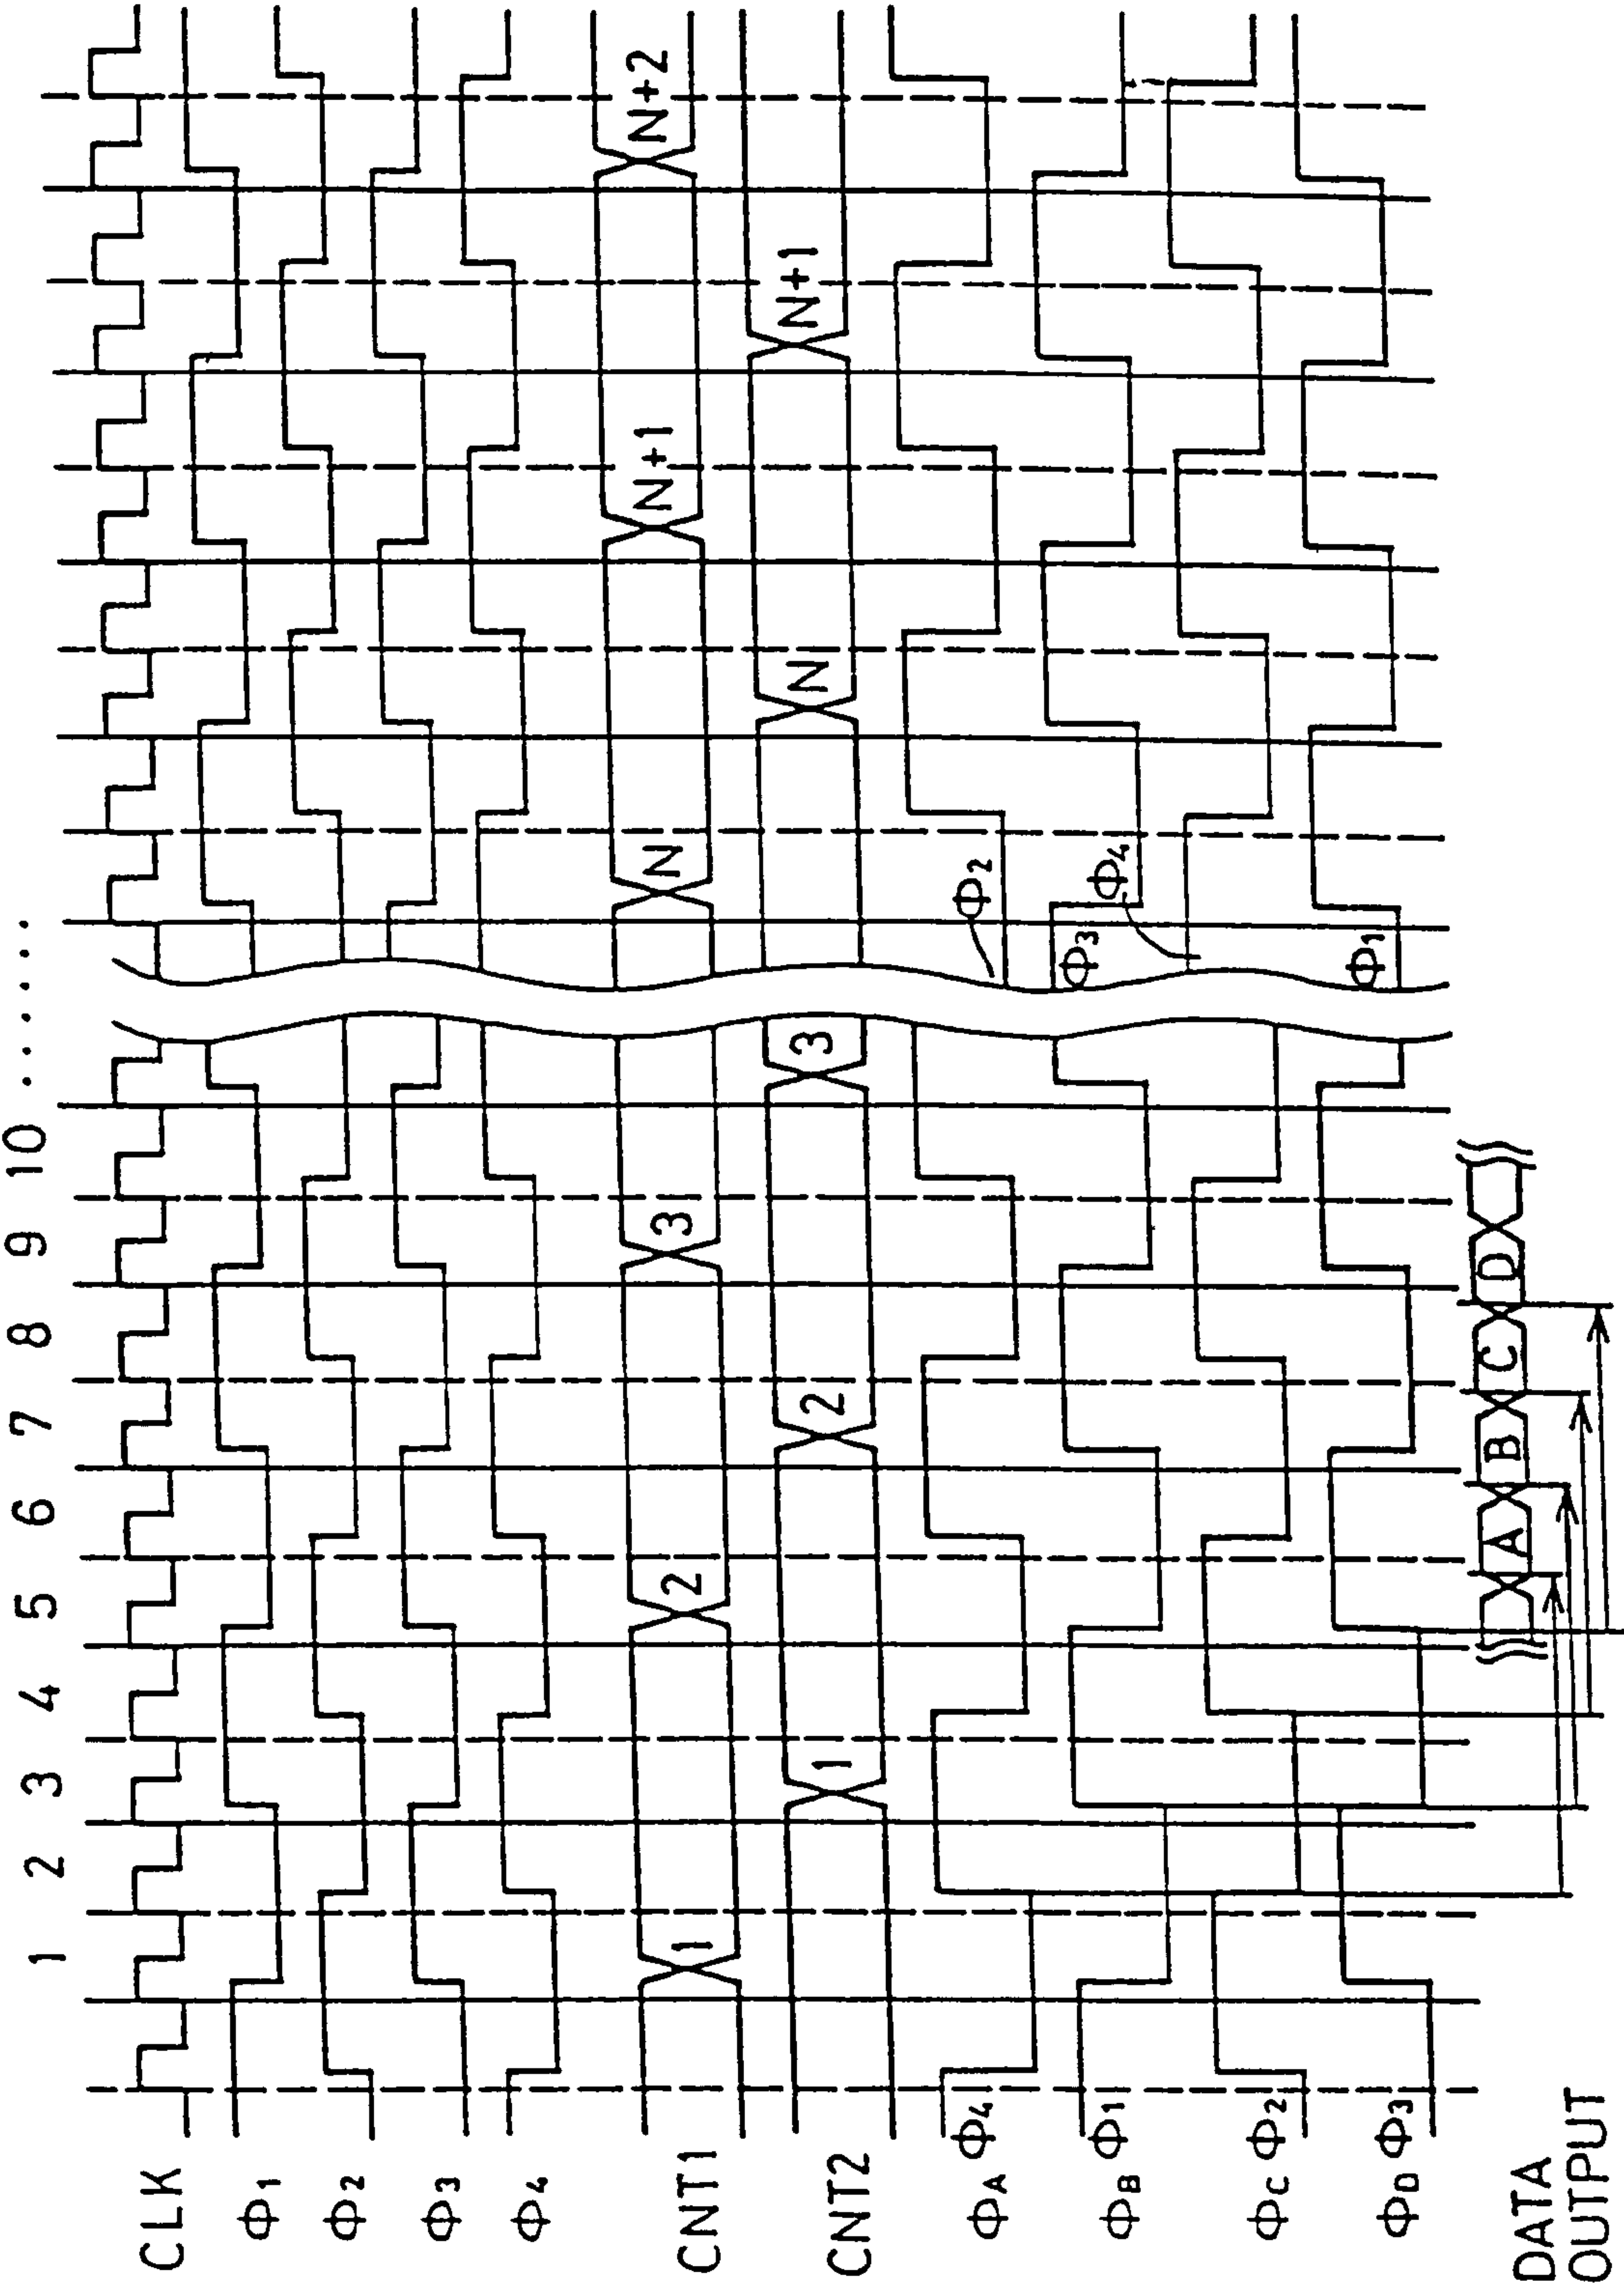 1 2 3 4 5 6 7 8 9 10 . . . . . . .
CLK
Φ1
Φ2
Φ3
Φ4
CNT1 1 2 3 N N+1 N+2
CNT2 1 2 3 N N+1
ΦA Φ4 Φ2
ΦB Φ1 Φ3
ΦC Φ2 Φ4
ΦD Φ3 Φ1
DATA
OUTPUT
A B C D